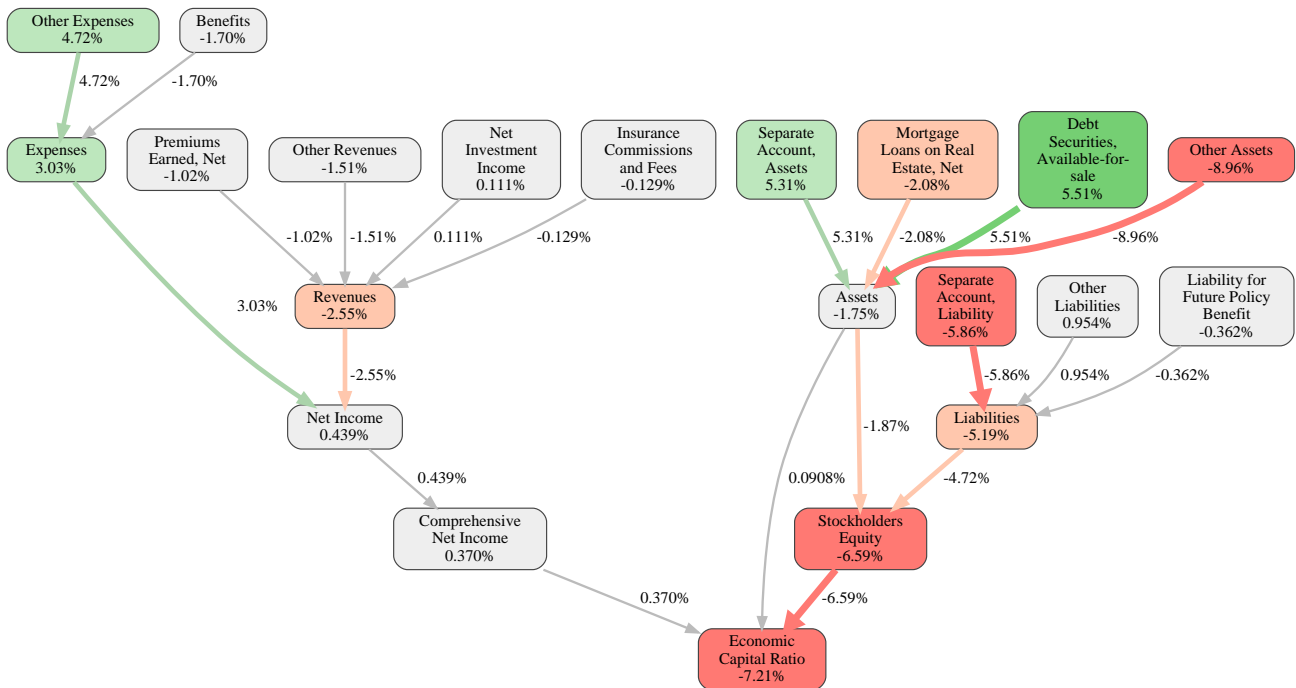 Other Expenses
4.72%
Benefits
-1.70%
4.72%
-1.70%
Expenses
3.03%
Premiums
Earned, Net
-1.02%
Other Revenues
-1.51%
Net
Investment
Income
0.111%
Insurance
Commissions
and Fees
-0.129%
Separate
Account,
Assets
5.31%
Mortgage
Loans on Real
Estate, Net
-2.08%
Debt
Securities,
Available-for-
sale
5.51%
Other Assets
-8.96%
-1.02%
-1.51%
0.111%
-0.129%
5.31%
-2.08%
5.51%
-8.96%
3.03%
Revenues
-2.55%
Assets
-1.75%
Separate
Account,
Liability
-5.86%
Other
Liabilities
0.954%
Liability for
Future Policy
Benefit
-0.362%
-2.55%
-5.86%
0.954%
-0.362%
Net Income
0.439%
-1.87%
Liabilities
-5.19%
0.439%
0.0908%
-4.72%
Comprehensive
Net Income
0.370%
Stockholders
Equity
-6.59%
0.370%
-6.59%
Economic
Capital Ratio
-7.21%